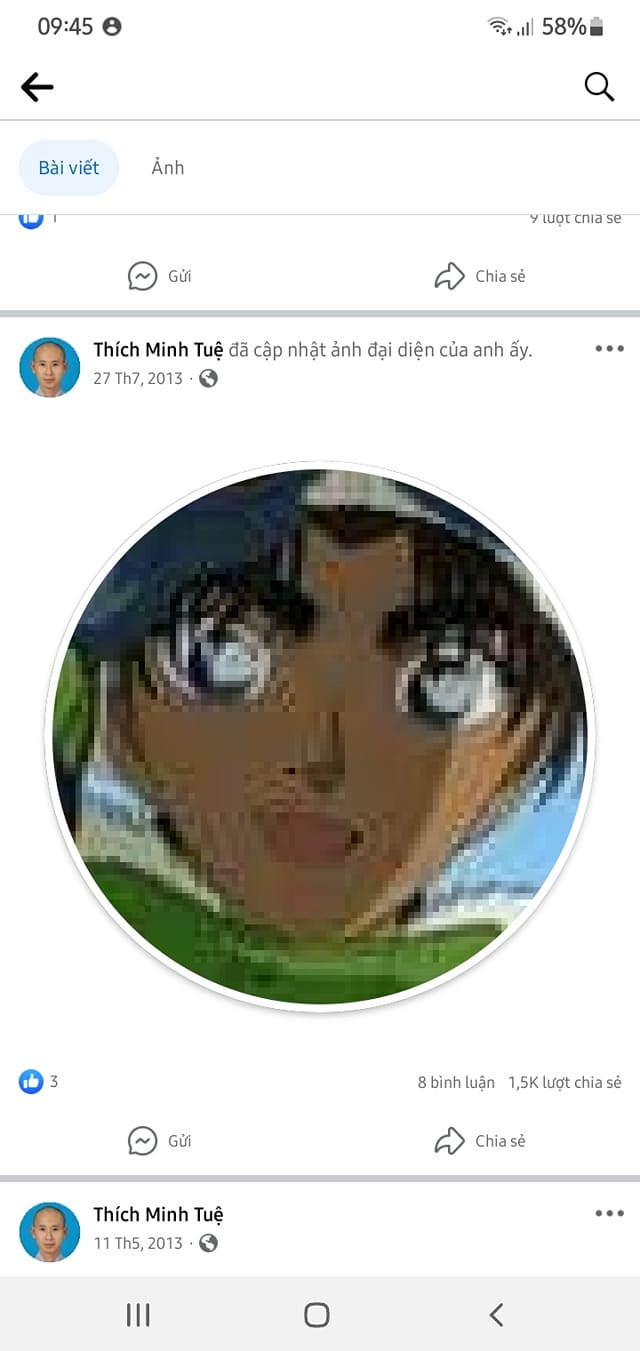 09:45
58%
Bài viết
Ảnh
1
9 lượt chia sẻ
Gửi
Chia sẻ
Thích Minh Tuệ đã cập nhật ảnh đại diện của anh ấy.
27 Th7, 2013 ·
3
8 bình luận 1,5K lượt chia sẻ
Gửi
Chia sẻ
Thích Minh Tuệ
11 Th5, 2013 ·